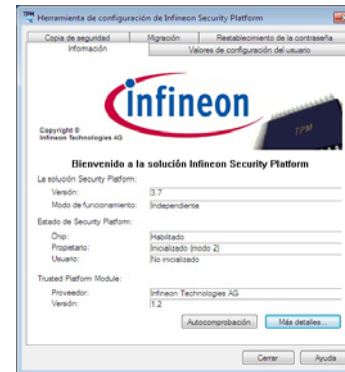 Herramienta de configuración de Infineon Security Platform
Copia de seguridad
Migración
Restablecimiento de la contraseña
Información
Valores de configuración del usuario
infineon
TPM
Copyright ©
Infineon Technologies AG
Bienvenido a la solución Infineon Security Platform
La solución Security Platform:
Versión: 3.7
Modo de funcionamiento: Independiente
Estado de Security Platform:
Chip: Habilitado
Propietario: Inicializado (modo 2)
Usuario: No inicializado
Trusted Platform Module:
Proveedor: Infineon Technologies AG
Versión: 1.2
Autocomprobación
Más detalles...
Cerrar
Ayuda